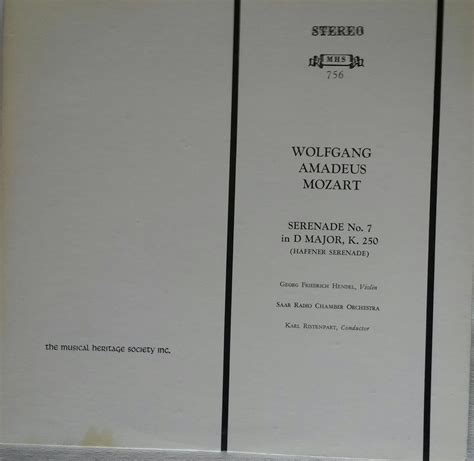 STEREO
MHS
756
WOLFGANG
AMADEUS
MOZART
SERENADE No. 7
in D MAJOR, K. 250
(HAFFNER SERENADE)
Georg Friedrich Hendel, Violin
Saar Radio Chamber Orchestra
Karl Ristenpart, Conductor
the musical heritage society inc.